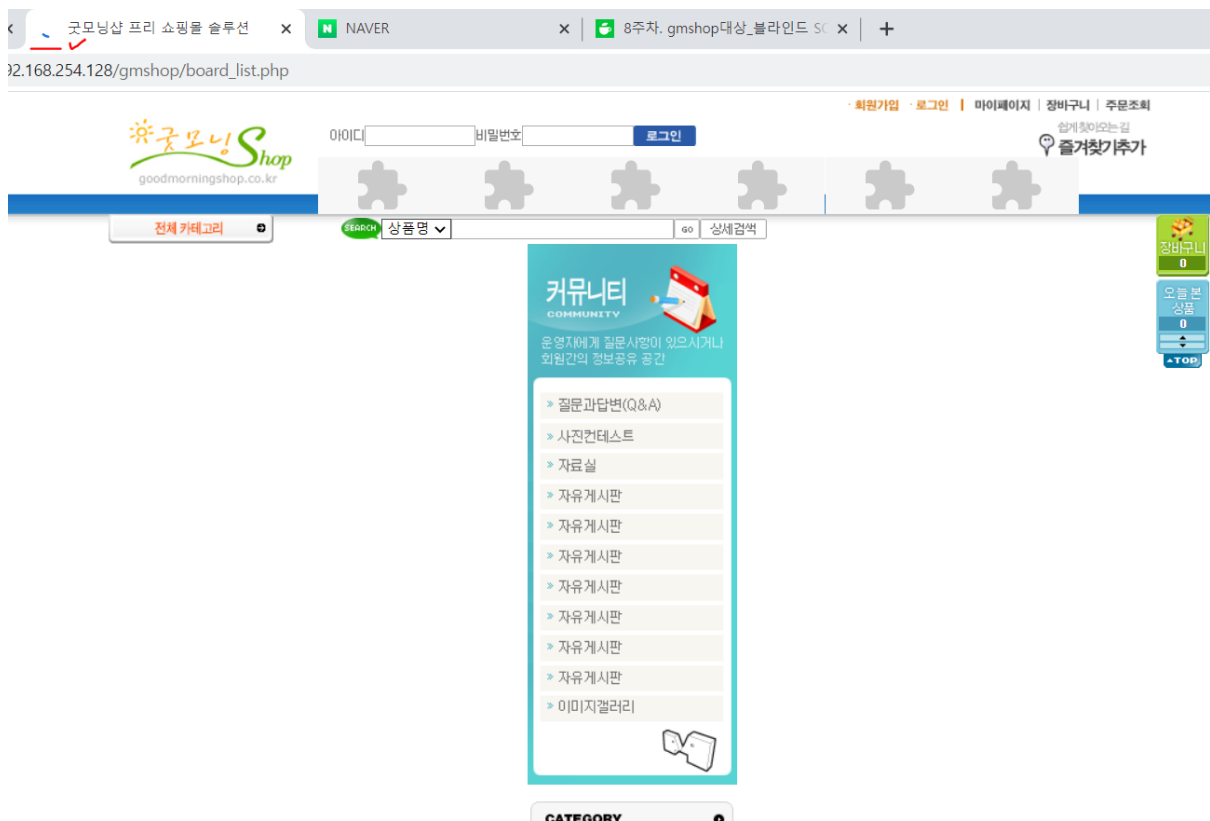 굿모닝샵 프리 쇼핑몰 솔루션
NAVER
8주차. gmshop대상_블라인드 SQ
92.168.254.128/gmshop/board_list.php
· 회원가입 · 로그인 | 마이페이지 | 장바구니 | 주문조회
굿모닝 Shop
goodmorningshop.co.kr
아이디
비밀번호
로그인
쉽게 찾아오는길
즐겨찾기추가
전체 카테고리
SEARCH
상품명
GO
상세검색
장바구니
0
오늘 본
상품
0
TOP
커뮤니티
COMMUNITY
운영자에게 질문사항이 있으시거나
회원간의 정보공유 공간
» 질문과답변(Q&A)
» 사진컨테스트
» 자료실
» 자유게시판
» 자유게시판
» 자유게시판
» 자유게시판
» 자유게시판
» 자유게시판
» 자유게시판
» 이미지갤러리
CATEGORY